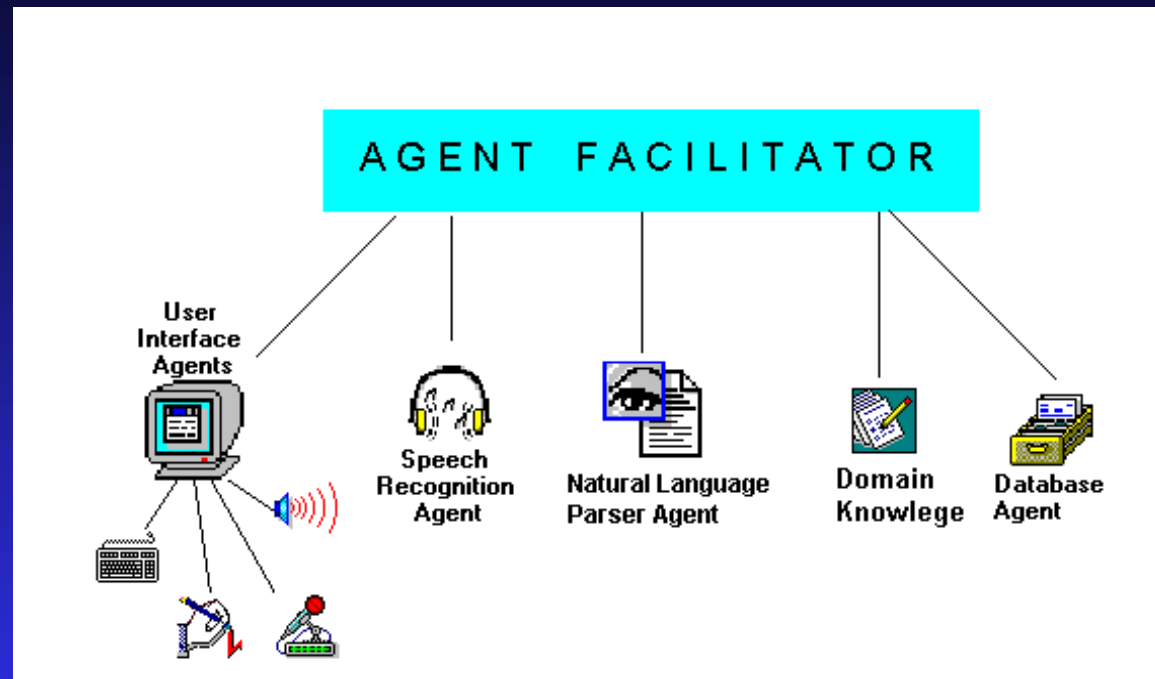 AGENT FACILITATOR
User
Interface
Agents
Speech
Recognition
Agent
Natural Language
Parser Agent
Domain
Knowlege
Database
Agent